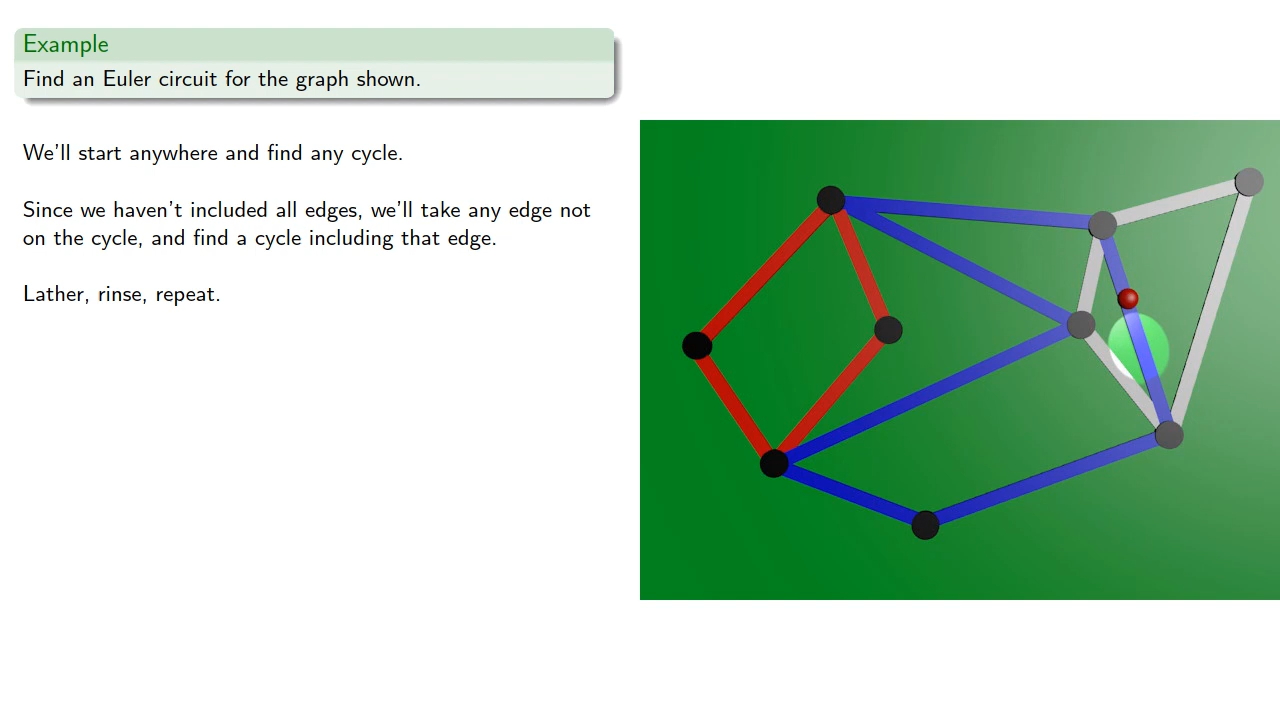 Example
Find an Euler circuit for the graph shown.
We'll start anywhere and find any cycle.
Since we haven't included all edges, we'll take any edge not
on the cycle, and find a cycle including that edge.
Lather, rinse, repeat.